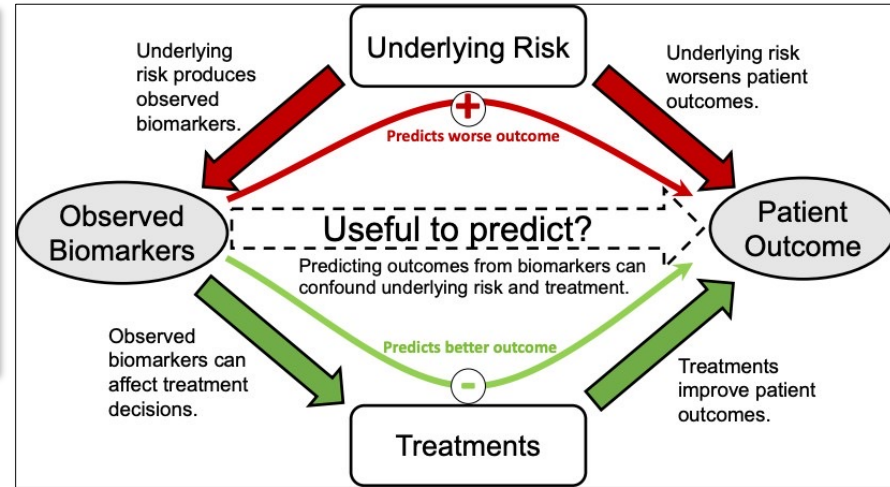 Underlying Risk
Underlying
risk produces
observed
biomarkers.
Underlying risk
worsens patient
outcomes.
+
Predicts worse outcome
Observed
Biomarkers
Useful to predict?
Patient
Outcome
Predicting outcomes from biomarkers can
confound underlying risk and treatment.
Observed
biomarkers can
affect treatment
decisions.
Predicts better outcome
-
Treatments
improve patient
outcomes.
Treatments